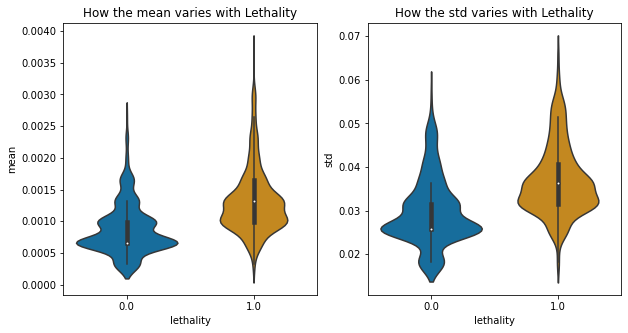 How the mean varies with Lethality
0.0040
0.0035
0.0030
0.0025
0.0020
0.0015
0.0010
0.0005
0.0000
mean
0.0 1.0
lethality
How the std varies with Lethality
0.07
0.06
0.05
0.04
0.03
0.02
std
0.0 1.0
lethality